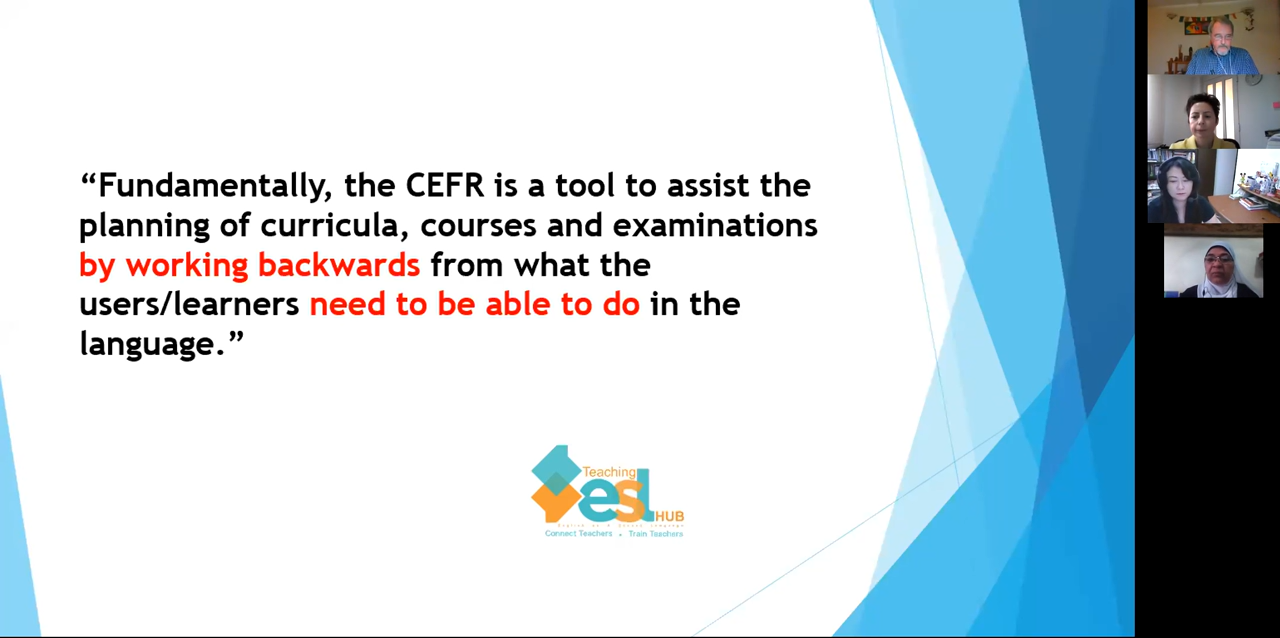 “Fundamentally, the CEFR is a tool to assist the
planning of curricula, courses and examinations
by working backwards from what the
users/learners need to be able to do in the
language.”
Teaching
esl
HUB
Connect Teachers . Train Teachers